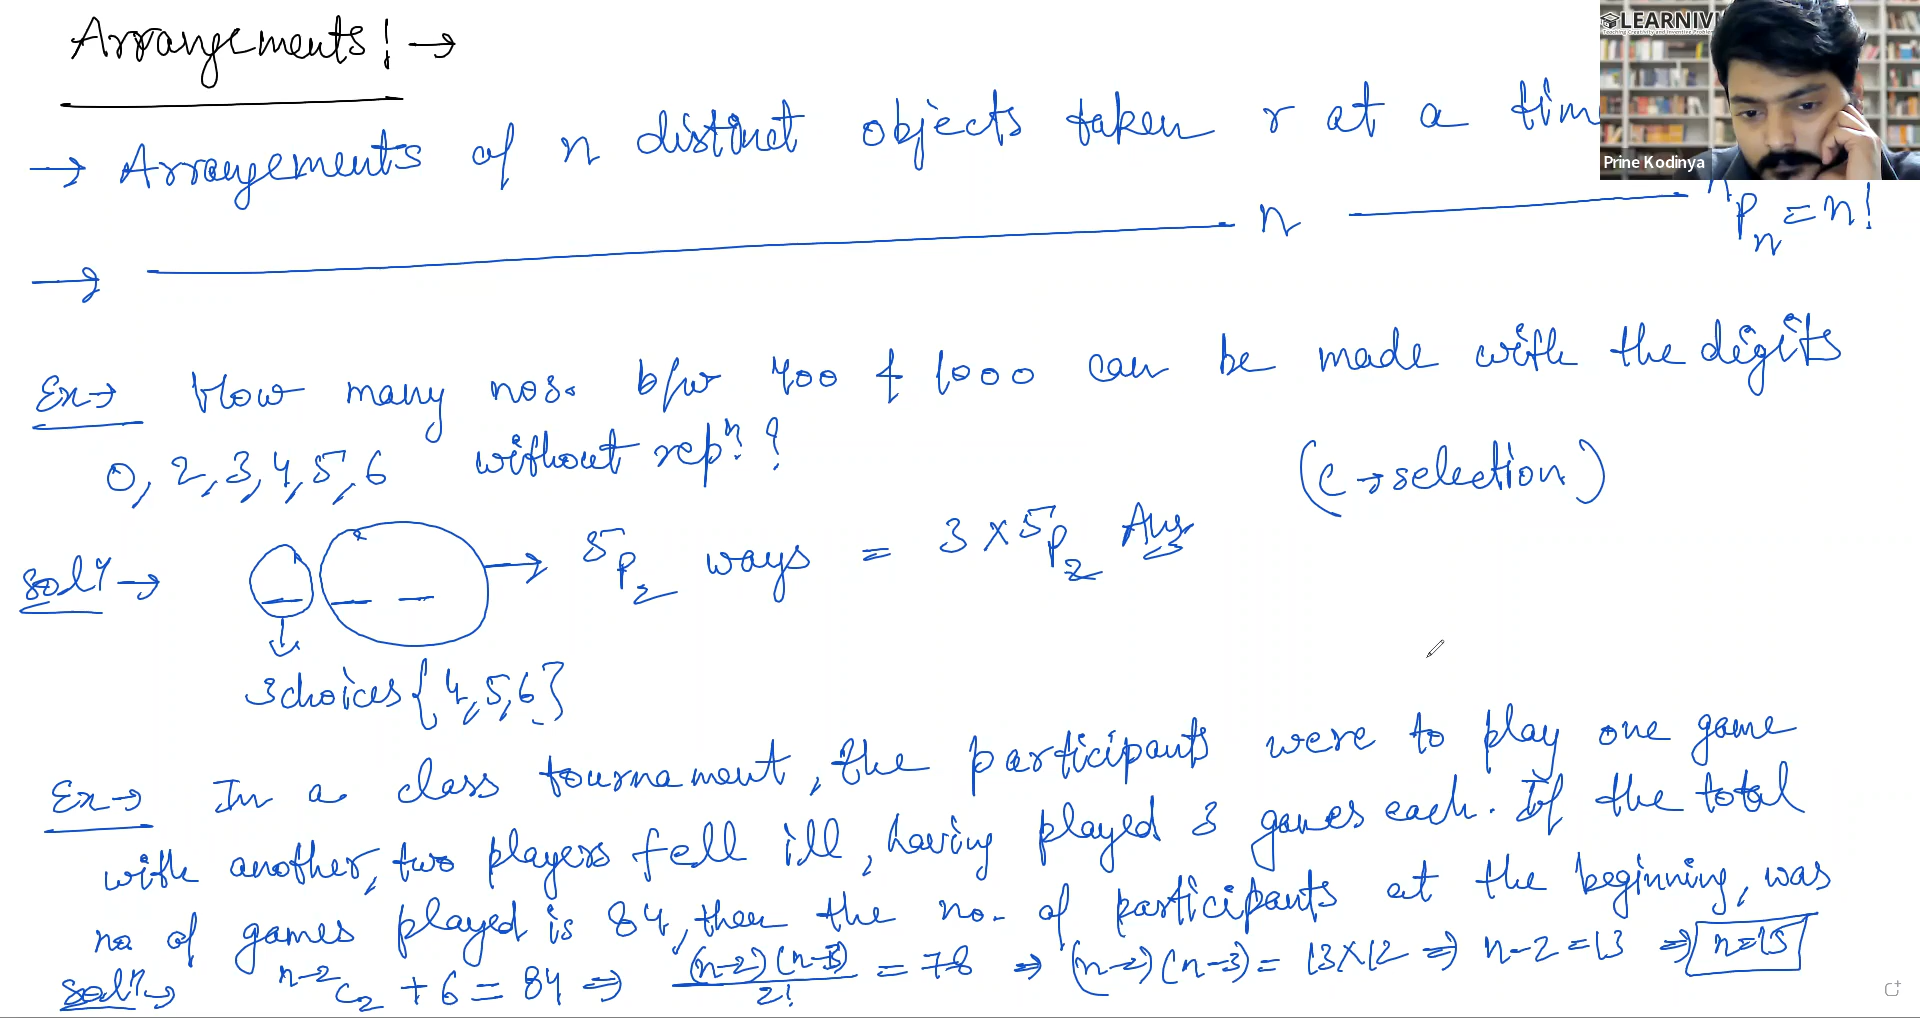 Arrangements! →
LEARNIV
→ Arrangements of n distinct objects taken r at a tim
Prine Kodinya
→ ——— n ——— ⁿPₙ = n!
Ex→ How many nos. b/w 400 & 1000 can be made with the digits
0, 2, 3, 4, 5, 6 without repⁿ. ?
(C → selection)
Solⁿ → _ _ _ → ⁵P₂ ways = 3 × ⁵P₂ Ans
3 choices {4, 5, 6}
Ex→ In a class tournament, the participants were to play one game
with another, two players fell ill, having played 3 games each. If the total
no of games played is 84, then the no. of participants at the beginning, was
Solⁿ→ ⁿ⁻²C₂ + 6 = 84 ⇒ (n-2)(n-3)/2! = 78 ⇒ (n-2)(n-3) = 13×12 ⇒ n-2 = 13 ⇒ n=15